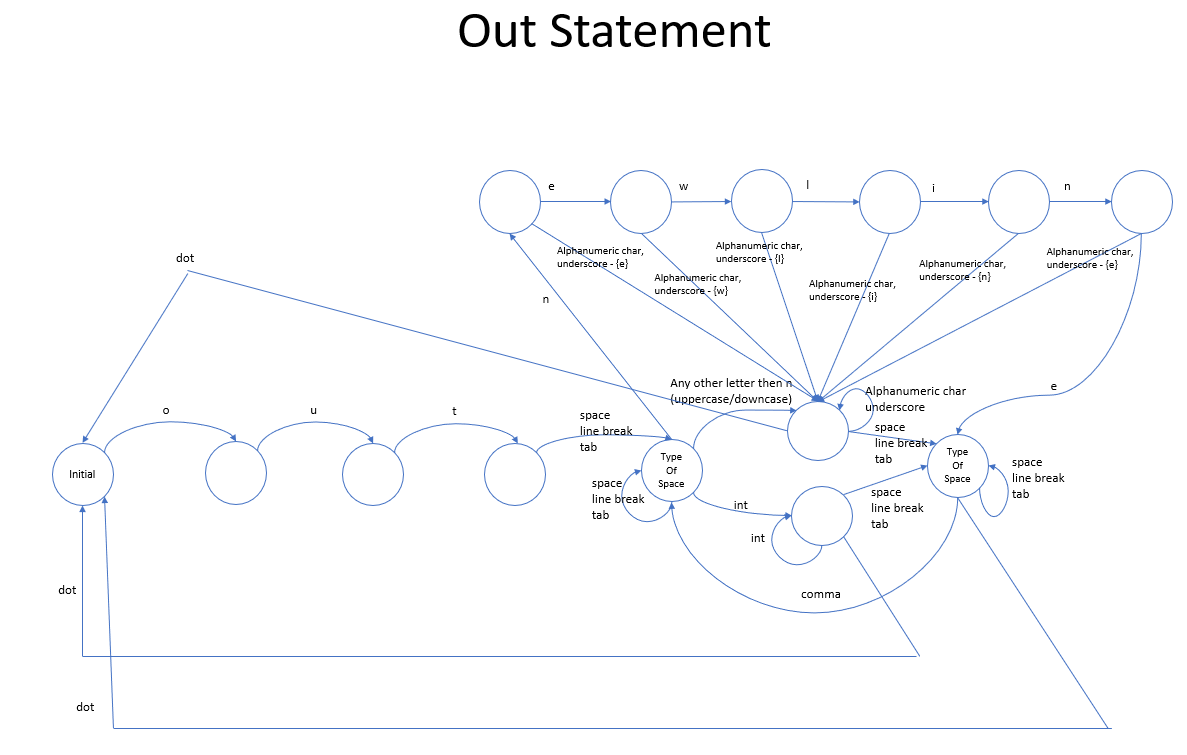 Out Statement
e
w
l
i
n
Alphanumeric char,
underscore - {e}
Alphanumeric char,
underscore - {w}
Alphanumeric char,
underscore - {l}
Alphanumeric char,
underscore - {i}
Alphanumeric char,
underscore - {n}
Alphanumeric char,
underscore - {e}
dot
n
e
Any other letter then n
(uppercase/downcase)
Alphanumeric char
underscore
o
u
t
space
line break
tab
space
line break
tab
Initial
Type
Of
Space
Type
Of
Space
space
line break
tab
space
line break
tab
int
int
space
line break
tab
comma
dot
dot